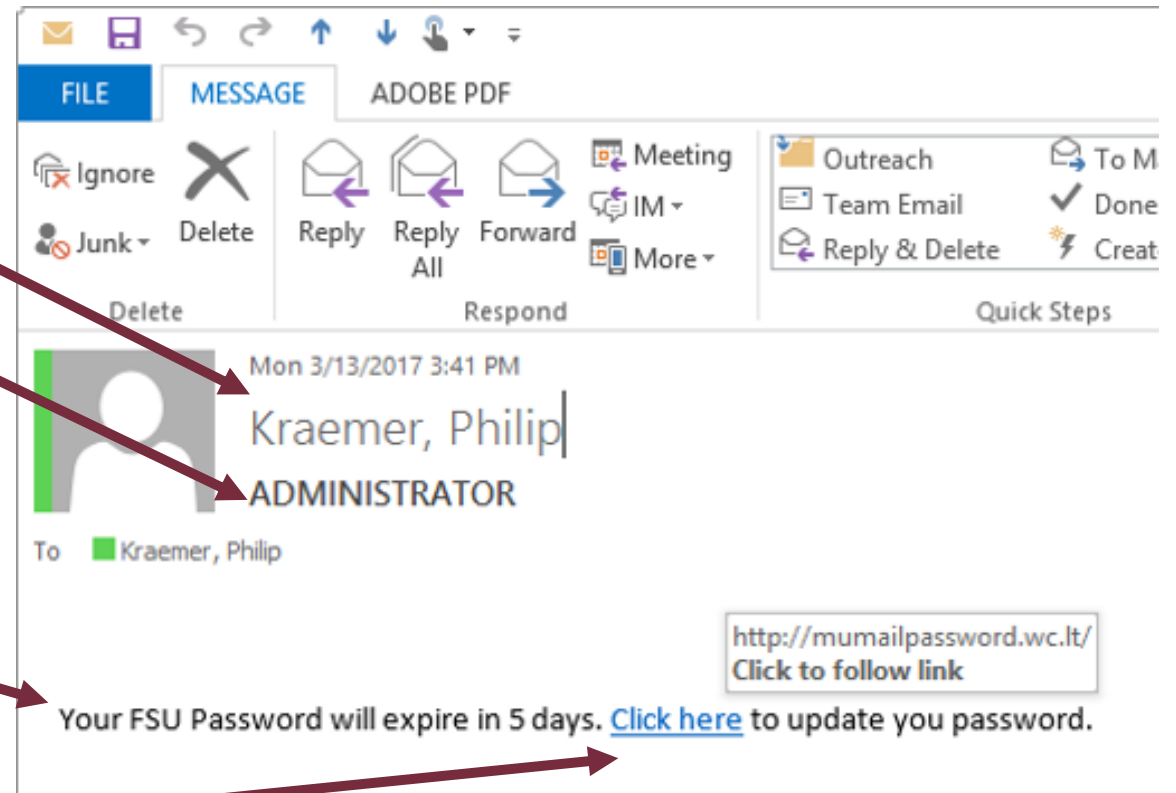 FILE MESSAGE ADOBE PDF
Ignore
Junk
Delete
Reply
Reply All
Forward
Meeting
IM
More
Outreach
Team Email
Reply & Delete
To M
Done
Creat
Delete Respond Quick Steps
Mon 3/13/2017 3:41 PM
Kraemer, Philip
ADMINISTRATOR
To Kraemer, Philip
http://mumailpassword.wc.lt/
Click to follow link
Your FSU Password will expire in 5 days. Click here to update you password.